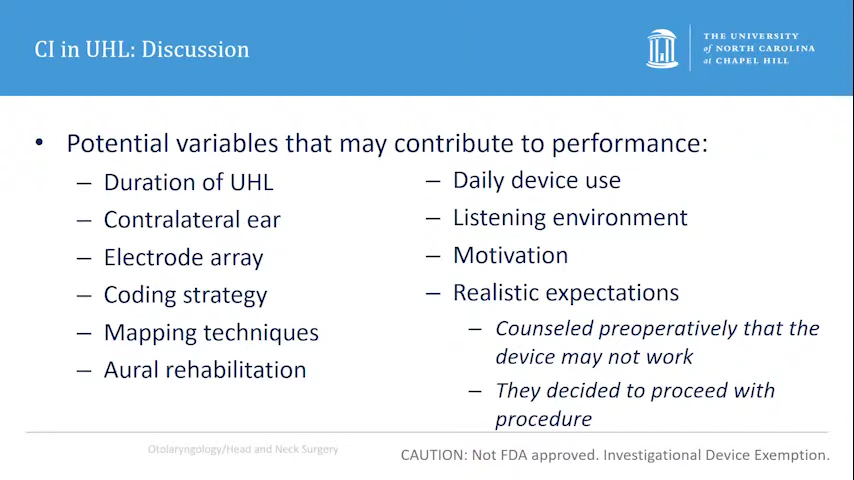 CI in UHL: Discussion
THE UNIVERSITY
of NORTH CAROLINA
at CHAPEL HILL
• Potential variables that may contribute to performance:
– Duration of UHL
– Contralateral ear
– Electrode array
– Coding strategy
– Mapping techniques
– Aural rehabilitation
– Daily device use
– Listening environment
– Motivation
– Realistic expectations
– Counseled preoperatively that the
device may not work
– They decided to proceed with
procedure
Otolaryngology/Head and Neck Surgery
CAUTION: Not FDA approved. Investigational Device Exemption.